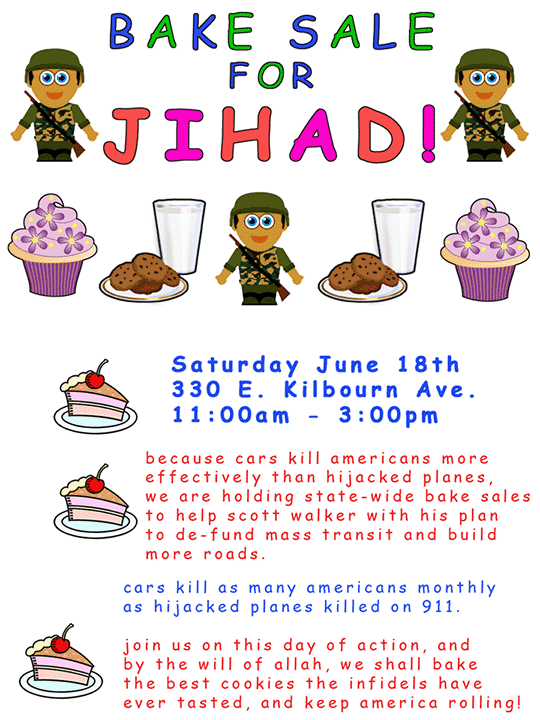 BAKE SALE
FOR
JIHAD!
Saturday June 18th
330 E. Kilbourn Ave.
11:00am - 3:00pm
because cars kill americans more
effectively than hijacked planes,
we are holding state-wide bake sales
to help scott walker with his plan
to de-fund mass transit and build
more roads.
cars kill as many americans monthly
as hijacked planes killed on 911.
join us on this day of action, and
by the will of allah, we shall bake
the best cookies the infidels have
ever tasted, and keep america rolling!